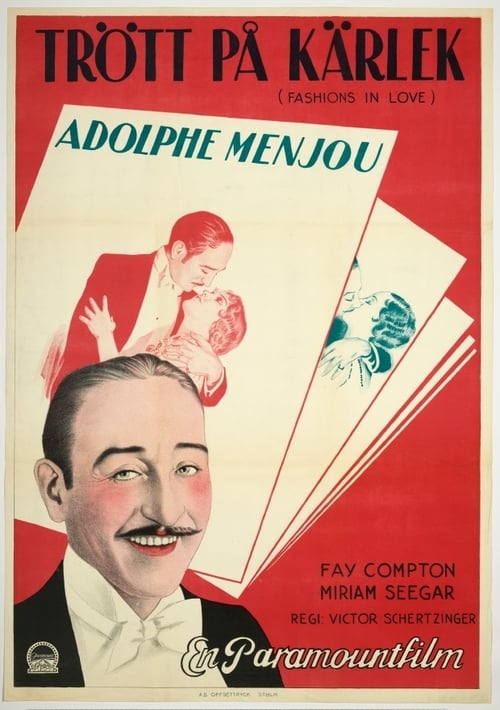 TRÖTT PÅ KÄRLEK
(FASHIONS IN LOVE)
ADOLPHE MENJOU
FAY COMPTON
MIRIAM SEEGAR
REGI: VICTOR SCHERTZINGER
En Paramountfilm
Paramount
A.B. OFFSETTRYCK STHLM